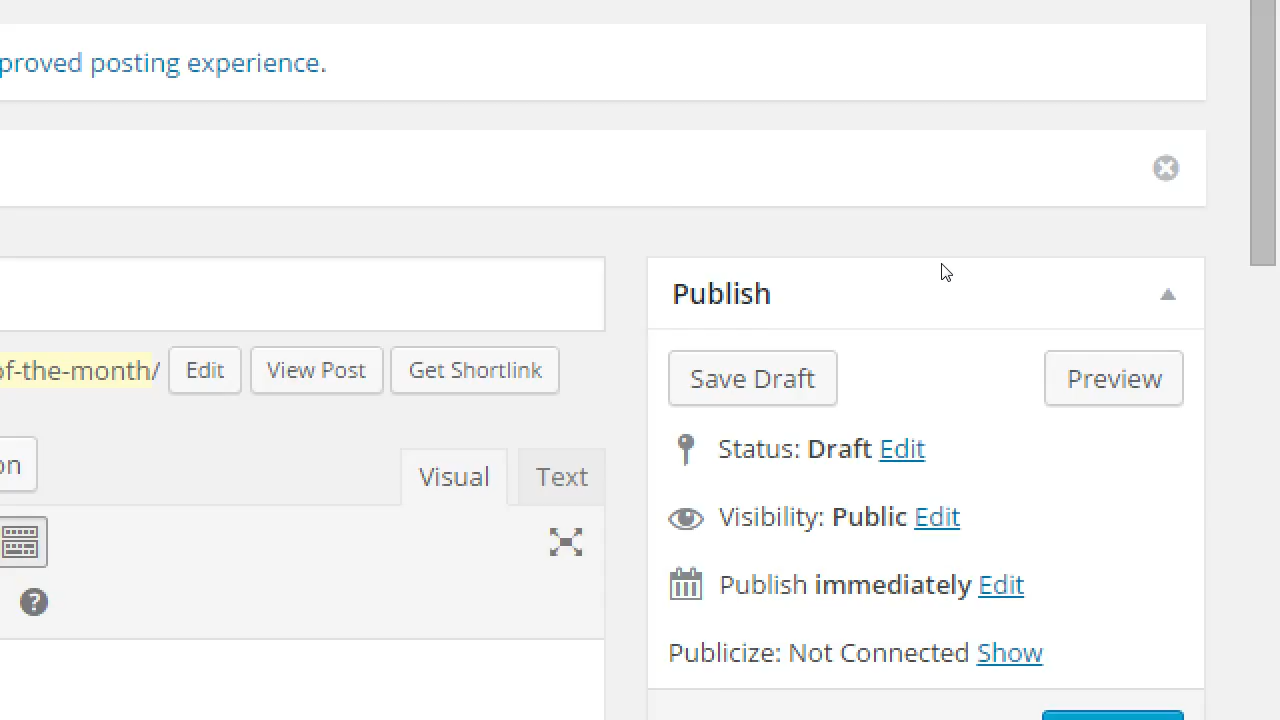 proved posting experience.
Publish
of-the-month/ Edit View Post Get Shortlink
Save Draft Preview
Status: Draft Edit
on
Visual Text
Visibility: Public Edit
Publish immediately Edit
Publicize: Not Connected Show